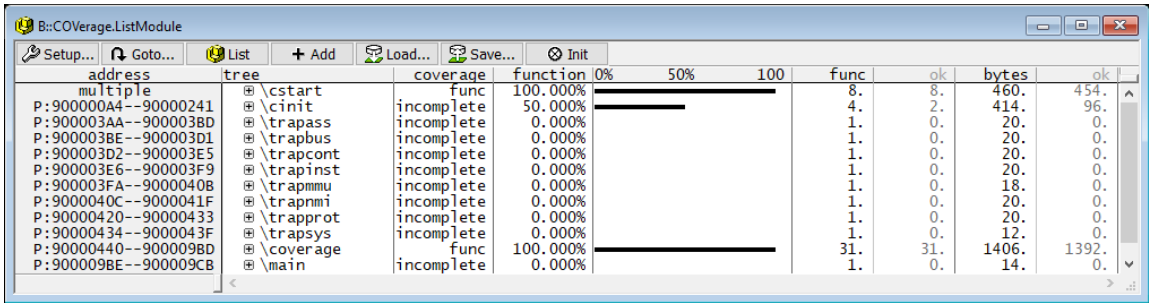 B::COVerage.ListModule
Setup... Goto... List + Add Load... Save... Init
address tree coverage function 0% 50% 100 func ok bytes ok
multiple \cstart func 100.000% 8. 8. 460. 454.
P:900000A4--90000241 \cinit incomplete 50.000% 4. 2. 414. 96.
P:900003AA--900003BD \trapass incomplete 0.000% 1. 0. 20. 0.
P:900003BE--900003D1 \trapbus incomplete 0.000% 1. 0. 20. 0.
P:900003D2--900003E5 \trapcont incomplete 0.000% 1. 0. 20. 0.
P:900003E6--900003F9 \trapinst incomplete 0.000% 1. 0. 20. 0.
P:900003FA--9000040B \trapmmu incomplete 0.000% 1. 0. 18. 0.
P:9000040C--9000041F \trapnmi incomplete 0.000% 1. 0. 20. 0.
P:90000420--90000433 \trapprot incomplete 0.000% 1. 0. 20. 0.
P:90000434--9000043F \trapsys incomplete 0.000% 1. 0. 12. 0.
P:90000440--900009BD \coverage func 100.000% 31. 31. 1406. 1392.
P:900009BE--900009CB \main incomplete 0.000% 1. 0. 14. 0.